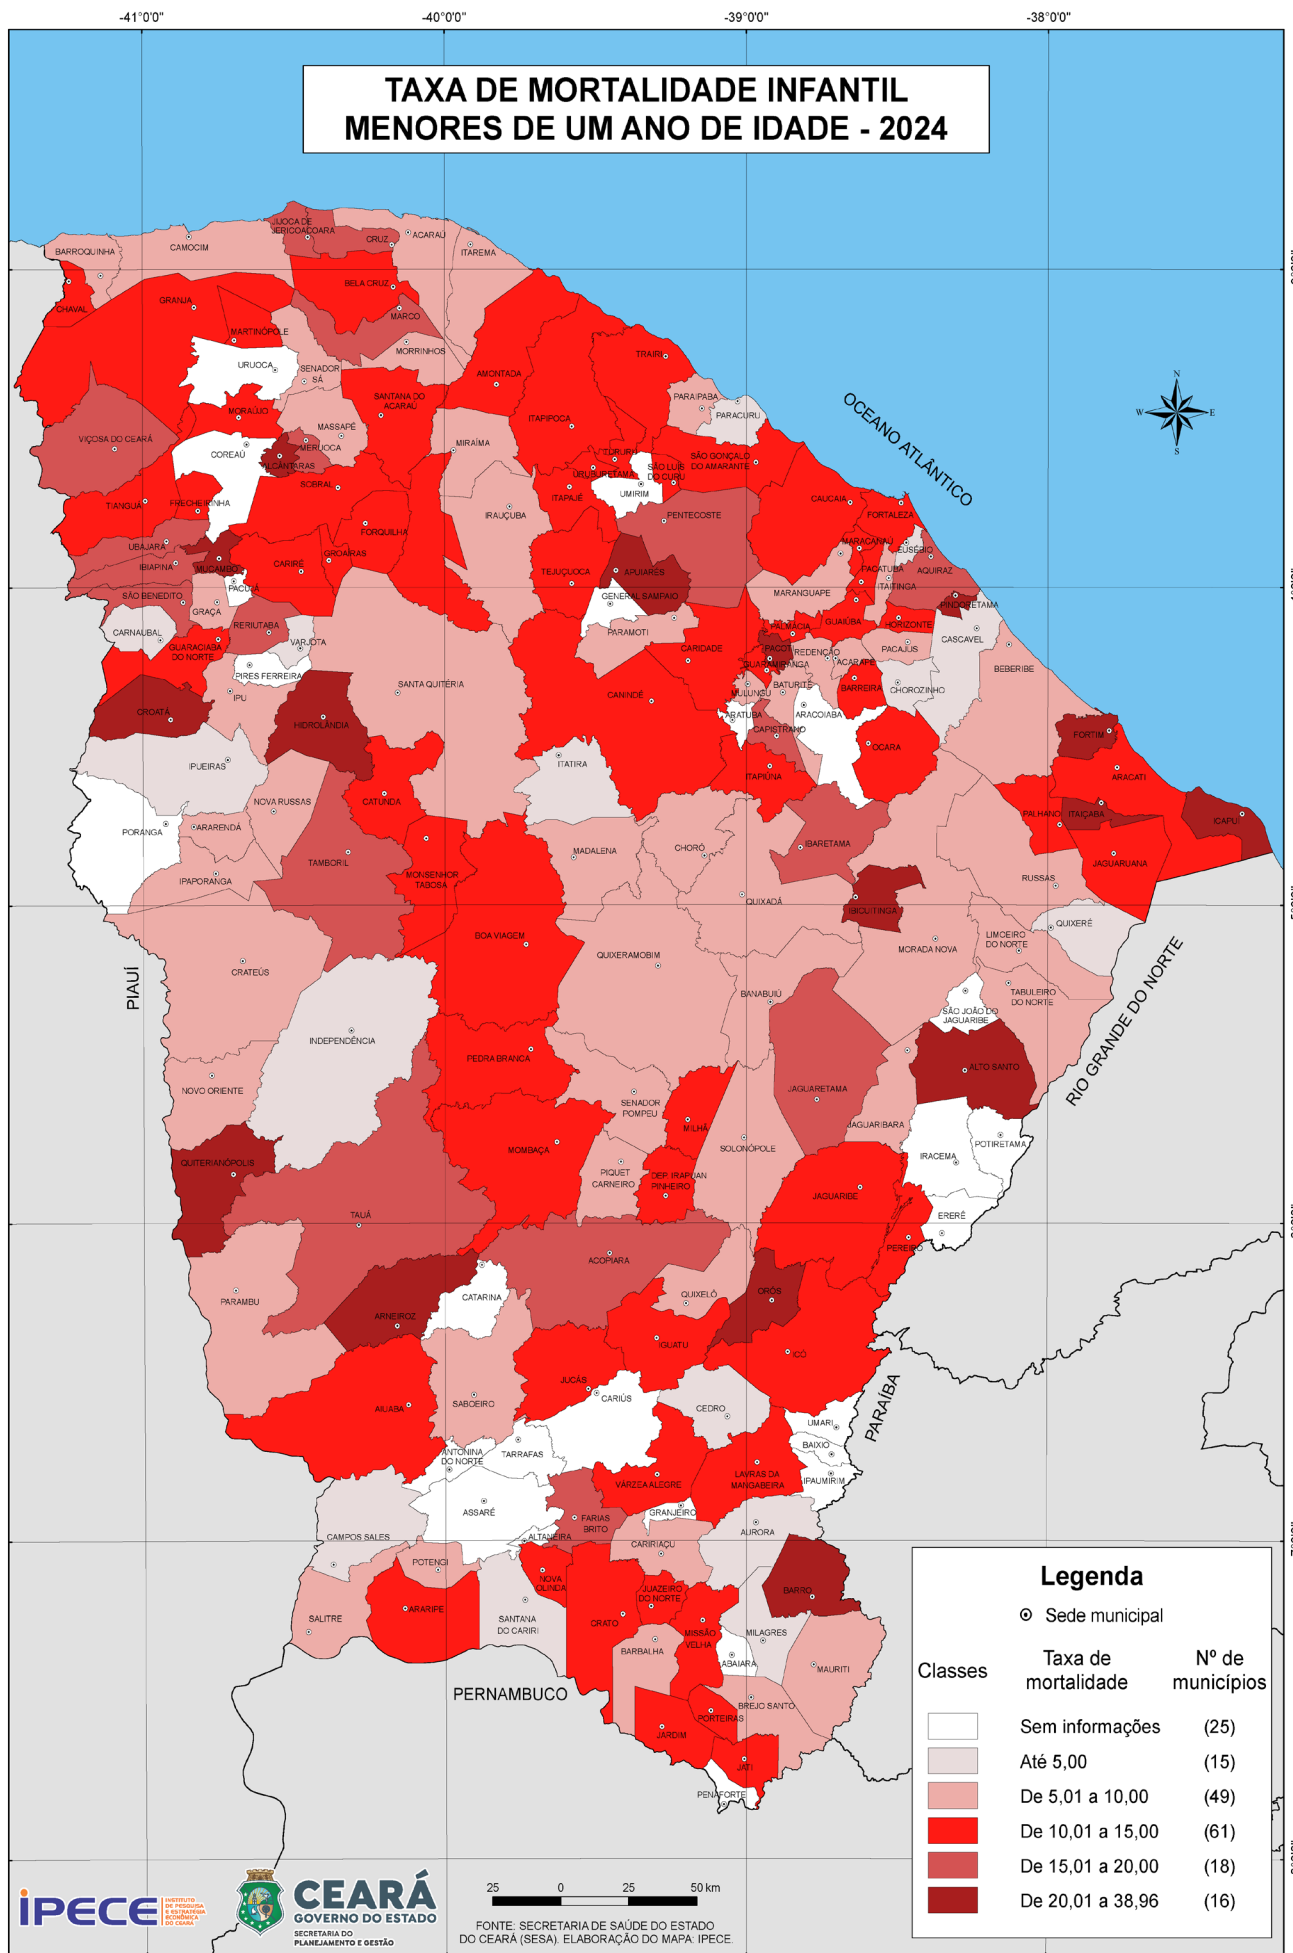 -41°0'0"
-40°0'0"
-39°0'0"
-38°0'0"
TAXA DE MORTALIDADE INFANTIL
MENORES DE UM ANO DE IDADE - 2024
JIJOCA DE
JERICOACOARA
CRUZ
ACARAÚ
ITAREMA
BARROQUINHA
CAMOCIM
BELA CRUZ
CHAVAL
GRANJA
MARCO
MARTINÓPOLE
MORRINHOS
URUOCA
SENADOR
SÁ
AMONTADA
TRAIRI
SANTANA DO
ACARAÚ
PARAIPABA
PARACURU
MORAÚJO
ITAPIPOCA
MASSAPÊ
VIÇOSA DO CEARÁ
MERUOCA
MIRAÍMA
COREAÚ
ALCÂNTARAS
TURURU
URUBURETAMA
SÃO LUÍS
DO CURU
SÃO GONÇALO
DO AMARANTE
OCEANO ATLÂNTICO
N
W
E
S
SOBRAL
ITAPAJÉ
UMIRIM
CAUCAIA
TIANGUÁ
FRECHEIRINHA
IRAUÇUBA
PENTECOSTE
FORTALEZA
FORQUILHA
UBAJARA
MARACANAÚ
EUSÉBIO
GROAÍRAS
IBIAPINA
MUCAMBO
CARIRÉ
TEJUÇUOCA
APUIARÉS
PACATUBA
AQUIRAZ
ITAITINGA
PACUJÁ
SÃO BENEDITO
GENERAL SAMPAIO
MARANGUAPE
PINDORETAMA
GRAÇA
GUAIÚBA
HORIZONTE
CARNAUBAL
RERIUTABA
PARAMOTI
PALMÁCIA
CASCAVEL
GUARACIABA
DO NORTE
VARJOTA
CARIDADE
PACOTI
REDENÇÃO
PACAJUS
GUARAMIRANGA
ACARAPE
BEBERIBE
PIRES FERREIRA
MULUNGU
BATURITÉ
BARREIRA
CHOROZINHO
IPU
SANTA QUITÉRIA
CANINDÉ
CROATÁ
ARATUBA
ARACOIABA
HIDROLÂNDIA
CAPISTRANO
FORTIM
OCARA
IPUEIRAS
ITATIRA
ITAPIÚNA
ARACATI
NOVA RUSSAS
CATUNDA
PALHANO
ITAIÇABA
ICAPUÍ
PORANGA
ARARENDÁ
IBARETAMA
MADALENA
CHORÓ
TAMBORIL
JAGUARUANA
MONSENHOR
TABOSA
IPAPORANGA
RUSSAS
QUIXADÁ
IBICUITINGA
QUIXERÉ
BOA VIAGEM
LIMOEIRO
DO NORTE
MORADA NOVA
QUIXERAMOBIM
CRATEÚS
PIAUÍ
BANABUIÚ
TABULEIRO
DO NORTE
SÃO JOÃO DO
JAGUARIBE
RIO GRANDE DO NORTE
INDEPENDÊNCIA
PEDRA BRANCA
ALTO SANTO
NOVO ORIENTE
JAGUARETAMA
SENADOR
POMPEU
MILHÃ
JAGUARIBARA
POTIRETAMA
MOMBAÇA
SOLONÓPOLE
IRACEMA
QUITERIANÓPOLIS
PIQUET
CARNEIRO
DEP. IRAPUAN
PINHEIRO
JAGUARIBE
TAUÁ
ERERÊ
PEREIRO
ACOPIARA
PARAMBU
CATARINA
QUIXELÔ
ORÓS
ARNEIROZ
IGUATU
ICÓ
JUCÁS
PARAÍBA
AIUABA
SABOEIRO
CARIÚS
CEDRO
UMARI
ANTONINA
DO NORTE
TARRAFAS
BAIXIO
LAVRAS DA
MANGABEIRA
IPAUMIRIM
VÁRZEA ALEGRE
ASSARÉ
GRANJEIRO
FARIAS
BRITO
AURORA
CAMPOS SALES
ALTANEIRA
CARIRIAÇU
POTENGI
NOVA
OLINDA
JUAZEIRO
DO NORTE
BARRO
ARARIPE
SALITRE
SANTANA
DO CARIRI
CRATO
MISSÃO
VELHA
MILAGRES
BARBALHA
ABAIARA
MAURITI
PERNAMBUCO
BREJO SANTO
PORTEIRAS
JARDIM
JATI
PENAFORTE
Legenda
Sede municipal
Classes
Taxa de
mortalidade
Nº de
municípios
Sem informações (25)
Até 5,00 (15)
De 5,01 a 10,00 (49)
De 10,01 a 15,00 (61)
De 15,01 a 20,00 (18)
De 20,01 a 38,96 (16)
iPECE
INSTITUTO
DE PESQUISA
E ESTRATÉGIA
ECONÔMICA
DO CEARÁ
CEARÁ
GOVERNO DO ESTADO
SECRETARIA DO
PLANEJAMENTO E GESTÃO
25 0 25 50 km
FONTE: SECRETARIA DE SAÚDE DO ESTADO
DO CEARÁ (SESA). ELABORAÇÃO DO MAPA: IPECE.